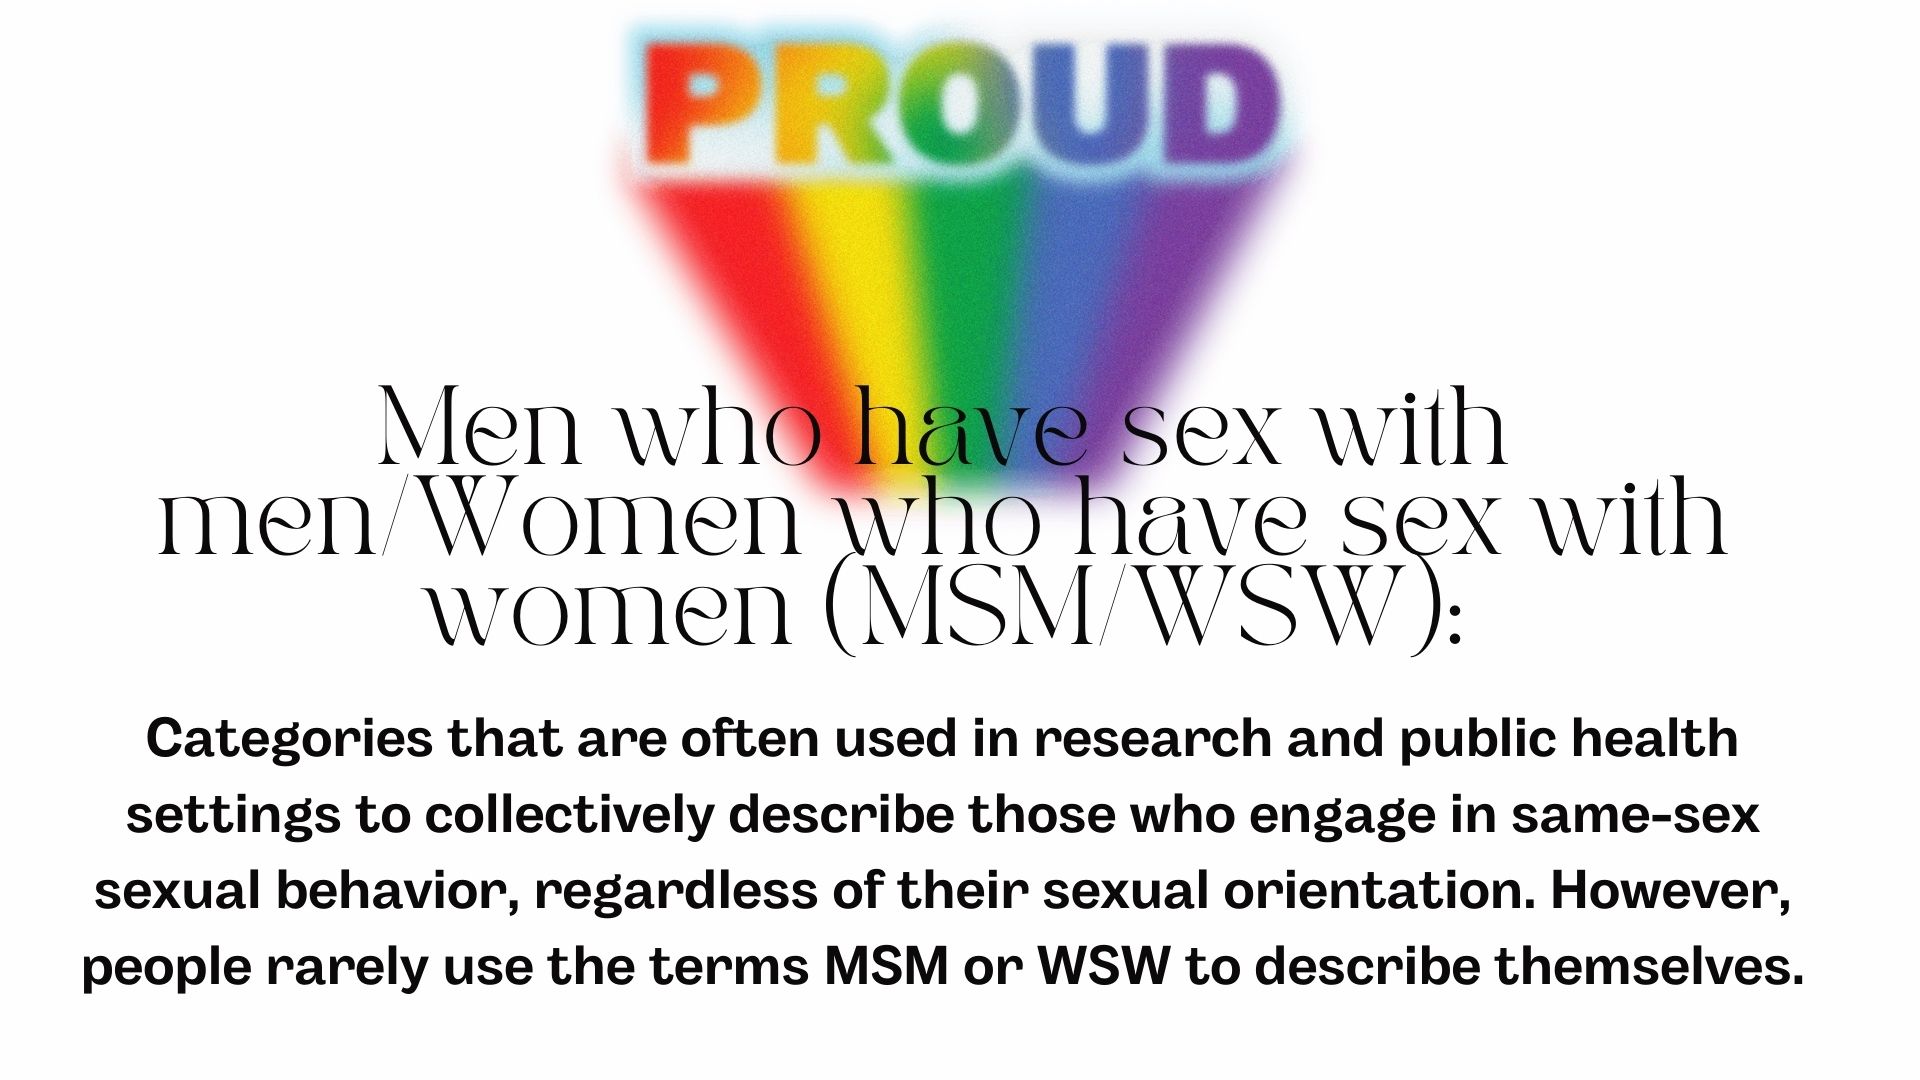 PROUD
Men who have sex with
men/Women who have sex with
women (MSM/WSW):
Categories that are often used in research and public health
settings to collectively describe those who engage in same-sex
sexual behavior, regardless of their sexual orientation. However,
people rarely use the terms MSM or WSW to describe themselves.